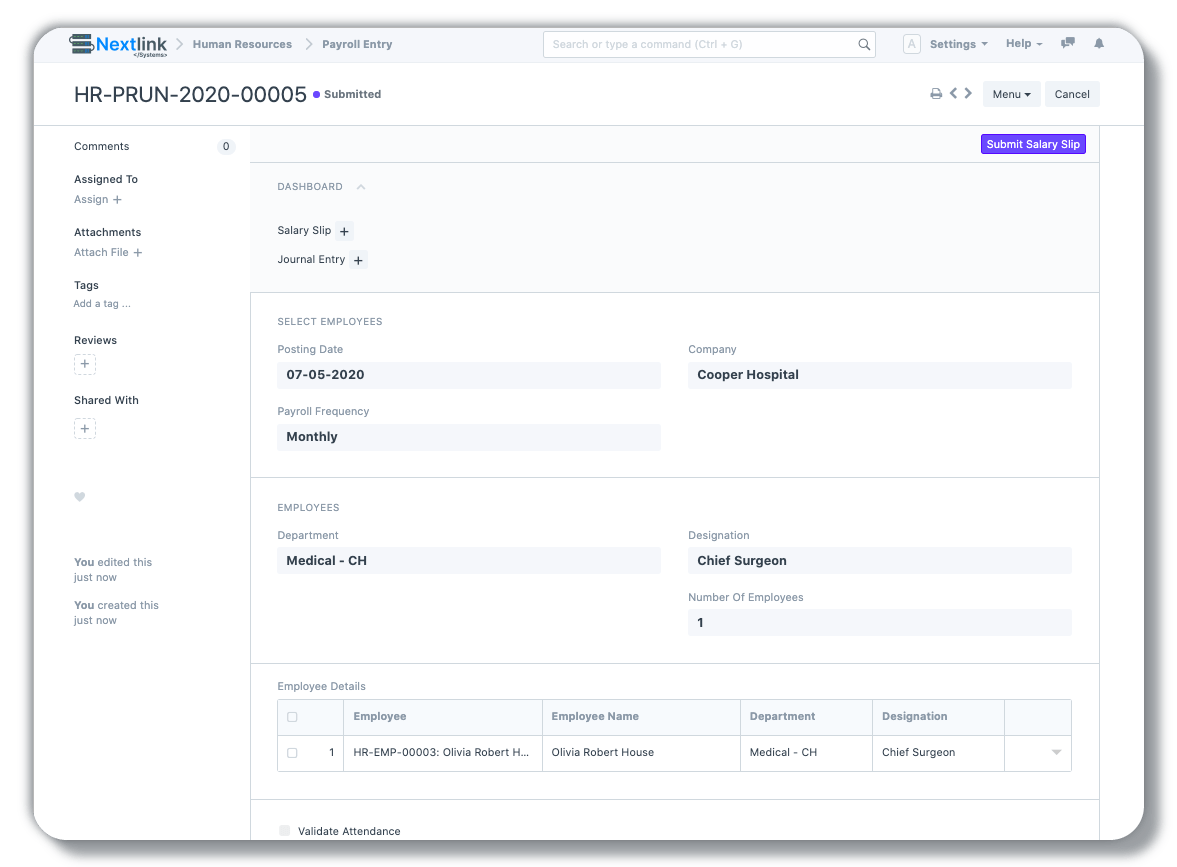 Nextlink
</Systems>
Human Resources
Payroll Entry
Search or type a command (Ctrl + G)
A
Settings
Help
HR-PRUN-2020-00005
Submitted
Menu
Cancel
Comments
0
Assigned To
Assign +
Attachments
Attach File +
Tags
Add a tag ...
Reviews
+
Shared With
+
You edited this
just now
You created this
just now
Submit Salary Slip
DASHBOARD
Salary Slip +
Journal Entry +
SELECT EMPLOYEES
Posting Date
07-05-2020
Company
Cooper Hospital
Payroll Frequency
Monthly
EMPLOYEES
Department
Medical - CH
Designation
Chief Surgeon
Number Of Employees
1
Employee Details
Employee Employee Name Department Designation
1 HR-EMP-00003: Olivia Robert H... Olivia Robert House Medical - CH Chief Surgeon
Validate Attendance